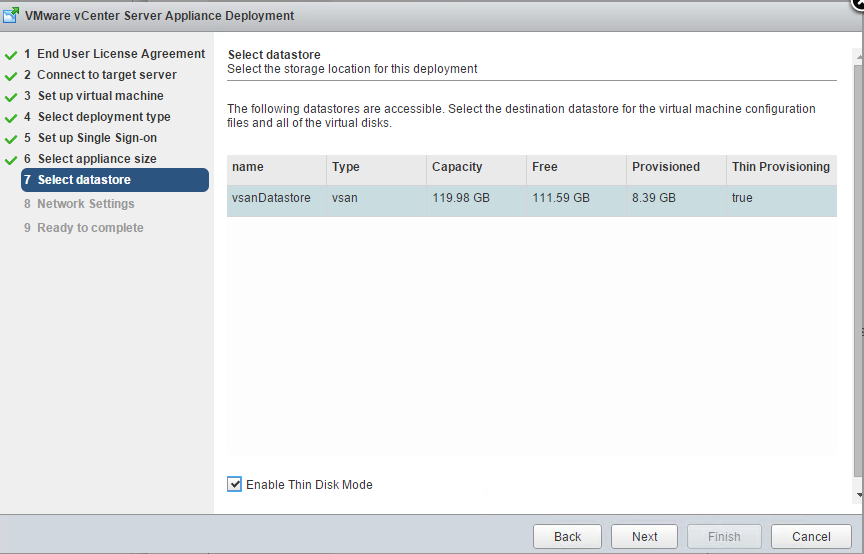 VMware vCenter Server Appliance Deployment
1 End User License Agreement
2 Connect to target server
3 Set up virtual machine
4 Select deployment type
5 Set up Single Sign-on
6 Select appliance size
7 Select datastore
8 Network Settings
9 Ready to complete
Select datastore
Select the storage location for this deployment
The following datastores are accessible. Select the destination datastore for the virtual machine configuration
files and all of the virtual disks.
name Type Capacity Free Provisioned Thin Provisioning
vsanDatastore vsan 119.98 GB 111.59 GB 8.39 GB true
Enable Thin Disk Mode
Back Next Finish Cancel